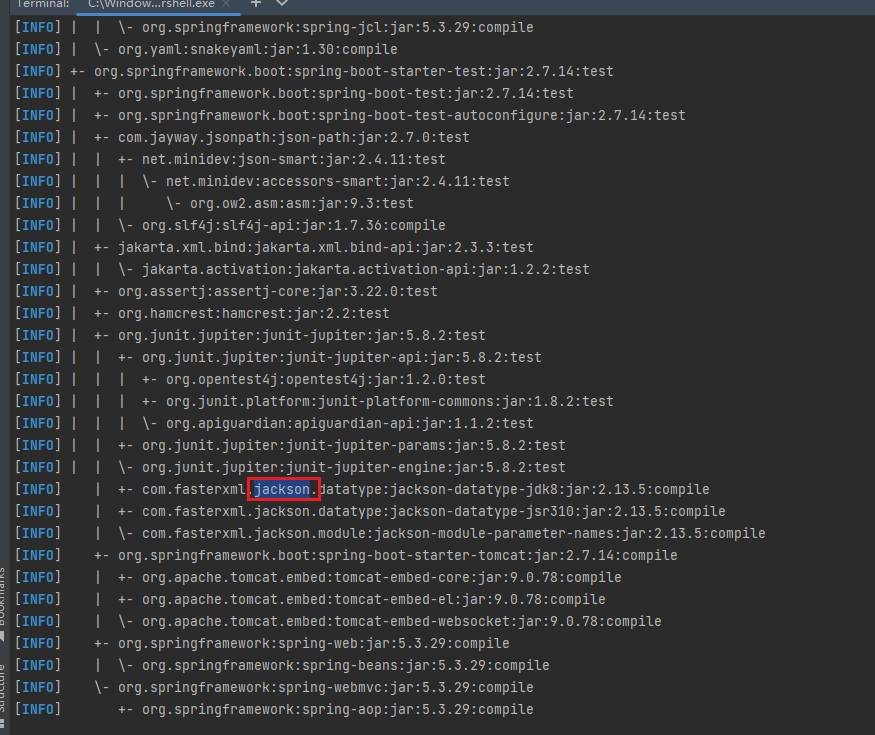 Terminal: C:\Window...rshell.exe × +
[INFO] |  |  \- org.springframework:spring-jcl:jar:5.3.29:compile
[INFO] |  \- org.yaml:snakeyaml:jar:1.30:compile
[INFO] +- org.springframework.boot:spring-boot-starter-test:jar:2.7.14:test
[INFO] |  +- org.springframework.boot:spring-boot-test:jar:2.7.14:test
[INFO] |  +- org.springframework.boot:spring-boot-test-autoconfigure:jar:2.7.14:test
[INFO] |  +- com.jayway.jsonpath:json-path:jar:2.7.0:test
[INFO] |  |  +- net.minidev:json-smart:jar:2.4.11:test
[INFO] |  |  |  \- net.minidev:accessors-smart:jar:2.4.11:test
[INFO] |  |  |     \- org.ow2.asm:asm:jar:9.3:test
[INFO] |  |  \- org.slf4j:slf4j-api:jar:1.7.36:compile
[INFO] |  +- jakarta.xml.bind:jakarta.xml.bind-api:jar:2.3.3:test
[INFO] |  |  \- jakarta.activation:jakarta.activation-api:jar:1.2.2:test
[INFO] |  +- org.assertj:assertj-core:jar:3.22.0:test
[INFO] |  +- org.hamcrest:hamcrest:jar:2.2:test
[INFO] |  +- org.junit.jupiter:junit-jupiter:jar:5.8.2:test
[INFO] |  |  +- org.junit.jupiter:junit-jupiter-api:jar:5.8.2:test
[INFO] |  |  |  +- org.opentest4j:opentest4j:jar:1.2.0:test
[INFO] |  |  |  +- org.junit.platform:junit-platform-commons:jar:1.8.2:test
[INFO] |  |  |  \- org.apiguardian:apiguardian-api:jar:1.1.2:test
[INFO] |  |  +- org.junit.jupiter:junit-jupiter-params:jar:5.8.2:test
[INFO] |  |  \- org.junit.jupiter:junit-jupiter-engine:jar:5.8.2:test
[INFO]    |  +- com.fasterxml.jackson.datatype:jackson-datatype-jdk8:jar:2.13.5:compile
[INFO]    |  +- com.fasterxml.jackson.datatype:jackson-datatype-jsr310:jar:2.13.5:compile
[INFO]    |  \- com.fasterxml.jackson.module:jackson-module-parameter-names:jar:2.13.5:compile
[INFO]    +- org.springframework.boot:spring-boot-starter-tomcat:jar:2.7.14:compile
[INFO]    |  +- org.apache.tomcat.embed:tomcat-embed-core:jar:9.0.78:compile
[INFO]    |  +- org.apache.tomcat.embed:tomcat-embed-el:jar:9.0.78:compile
[INFO]    |  \- org.apache.tomcat.embed:tomcat-embed-websocket:jar:9.0.78:compile
[INFO]    +- org.springframework:spring-web:jar:5.3.29:compile
[INFO]    |  \- org.springframework:spring-beans:jar:5.3.29:compile
[INFO]    \- org.springframework:spring-webmvc:jar:5.3.29:compile
[INFO]       +- org.springframework:spring-aop:jar:5.3.29:compile
Bookmarks
Structure